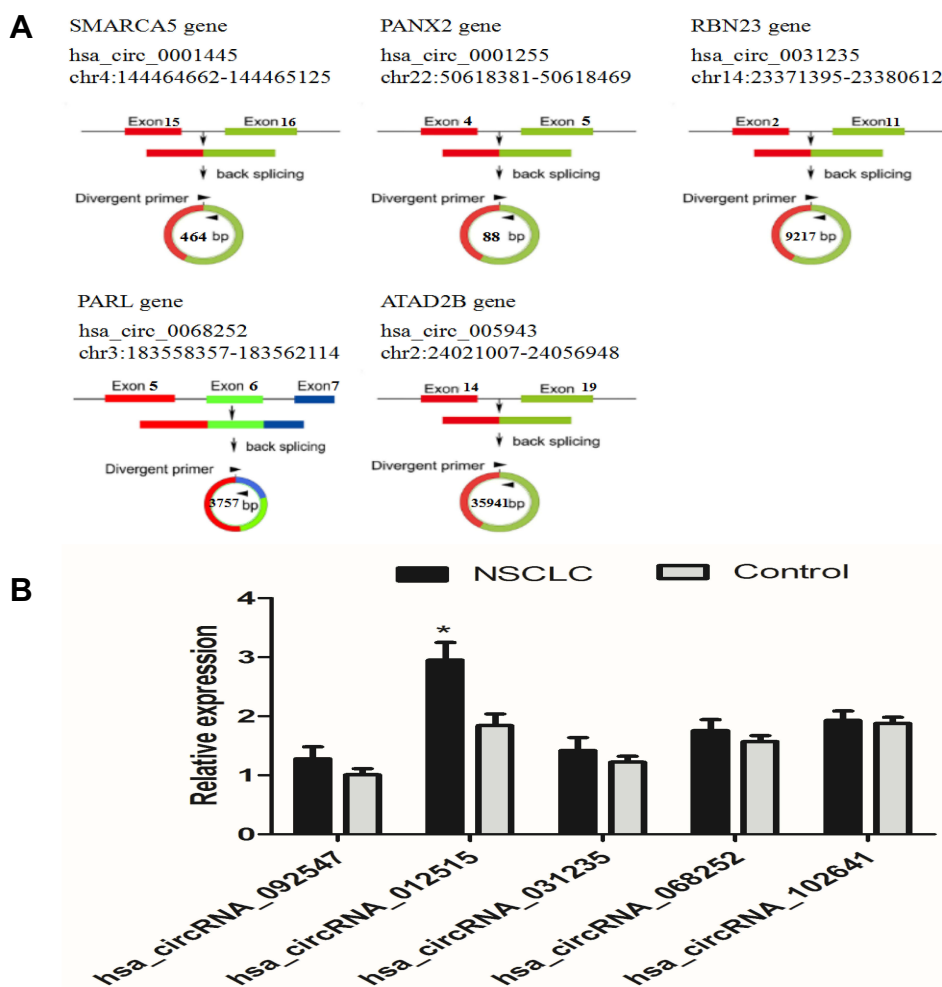 A
SMARCA5 gene
hsa_circ_0001445
chr4:144464662-144465125
Exon 15
Exon 16
back splicing
Divergent primer
464 bp
PANX2 gene
hsa_circ_0001255
chr22:50618381-50618469
Exon 4
Exon 5
back splicing
Divergent primer
88 bp
RBN23 gene
hsa_circ_0031235
chr14:23371395-23380612
Exon2
Exon11
back splicing
Divergent primer
9217 bp
PARL gene
hsa_circ_0068252
chr3:183558357-183562114
Exon 5
Exon 6
Exon7
back splicing
Divergent primer
3757 bp
ATAD2B gene
hsa_circ_005943
chr2:24021007-24056948
Exon 14
Exon 19
back splicing
Divergent primer
35941bp
B
NSCLC
Control
Relative expression
4
3
2
1
0
*
hsa_circRNA_092547
hsa_circRNA_012515
hsa_circRNA_031235
hsa_circRNA_068252
hsa_circRNA_102641